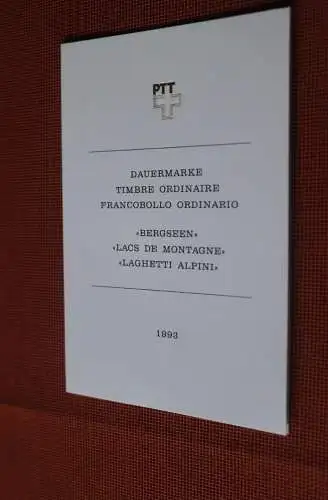 PTT
DAUERMARKE
TIMBRE ORDINAIRE
FRANCOBOLLO ORDINARIO
«BERGSEEN»
«LACS DE MONTAGNE»
«LAGHETTI ALPINI»
1993